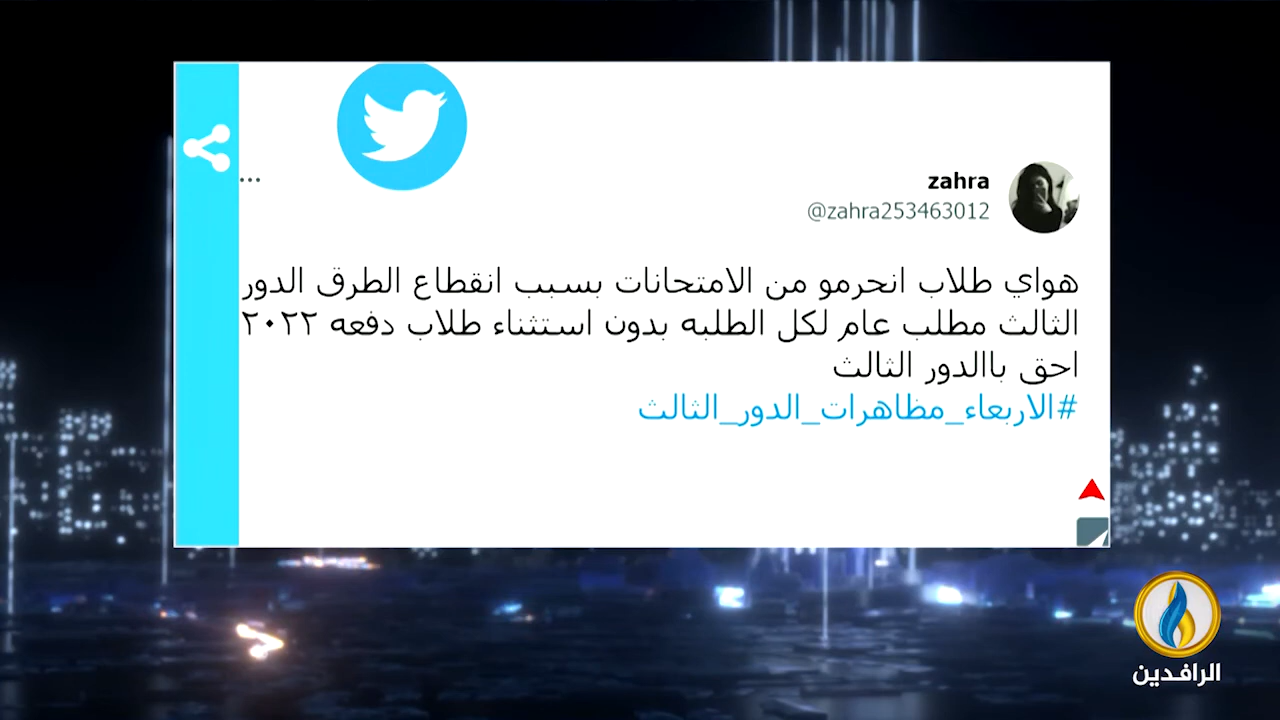 zahra
@zahra253463012
هواي طلاب انحرمو من الامتحانات بسبب انقطاع الطرق الدور
الثالث مطلب عام لكل الطلبه بدون استثناء طلاب دفعه ٢٠٢٢
احق باالدور الثالث
#الاربعاء_مظاهرات_الدور_الثالث
الرافدين